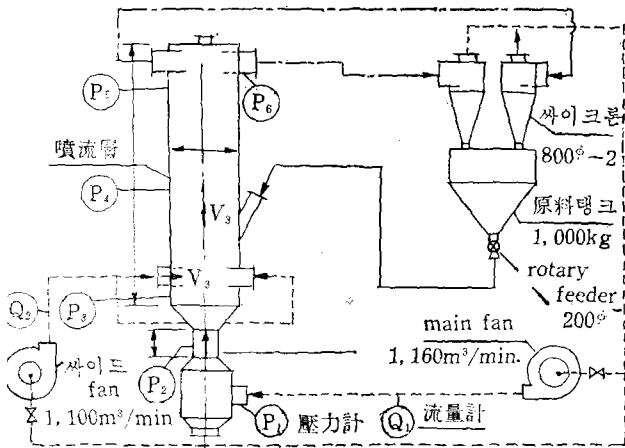 P₅
P₆
싸이크론
800φ-2
噴流層
P₄
V₃
原料탱크
1,000kg
V₃
rotary
feeder
200φ
Q₂
P₃
main fan
1,160m³/min.
싸이드
fan
1,100m³/min
P₂
P₁ 壓力計
Q₁ 流量計